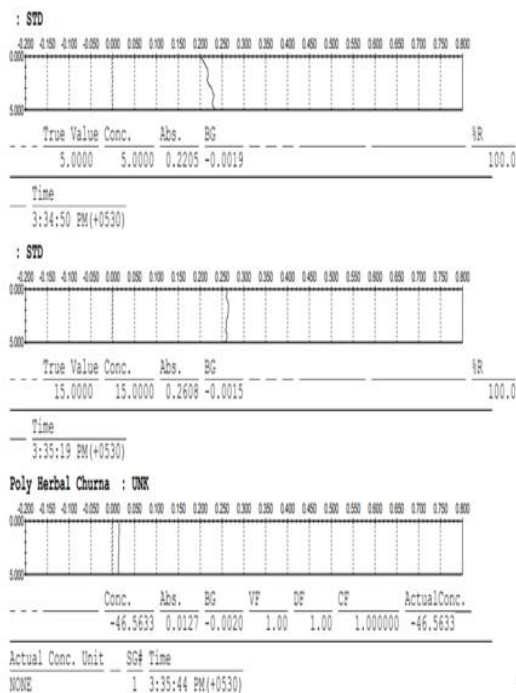 : STD
-0.200 -0.150 -0.100 -0.050 0.000 0.050 0.100 0.150 0.200 0.250 0.300 0.350 0.400 0.450 0.500 0.550 0.600 0.650 0.700 0.750 0.800
0.000
5.000
True Value Conc. Abs. BG %R
5.0000 5.0000 0.2205 -0.0019 100.0
Time
3:34:50 PM(+0530)
: STD
-0.200 -0.150 -0.100 -0.050 0.000 0.050 0.100 0.150 0.200 0.250 0.300 0.350 0.400 0.450 0.500 0.550 0.600 0.650 0.700 0.750 0.800
0.000
5.000
True Value Conc. Abs. BG %R
15.0000 15.0000 0.2608 -0.0015 100.0
Time
3:35:19 PM(+0530)
Poly Herbal Churna : UNK
-0.200 -0.150 -0.100 -0.050 0.000 0.050 0.100 0.150 0.200 0.250 0.300 0.350 0.400 0.450 0.500 0.550 0.600 0.650 0.700 0.750 0.800
0.000
5.000
Conc. Abs. BG VF DF CF ActualConc.
-46.5633 0.0127 -0.0020 1.00 1.00 1.000000 -46.5633
Actual Conc. Unit SG# Time
NONE 1 3:35:44 PM(+0530)